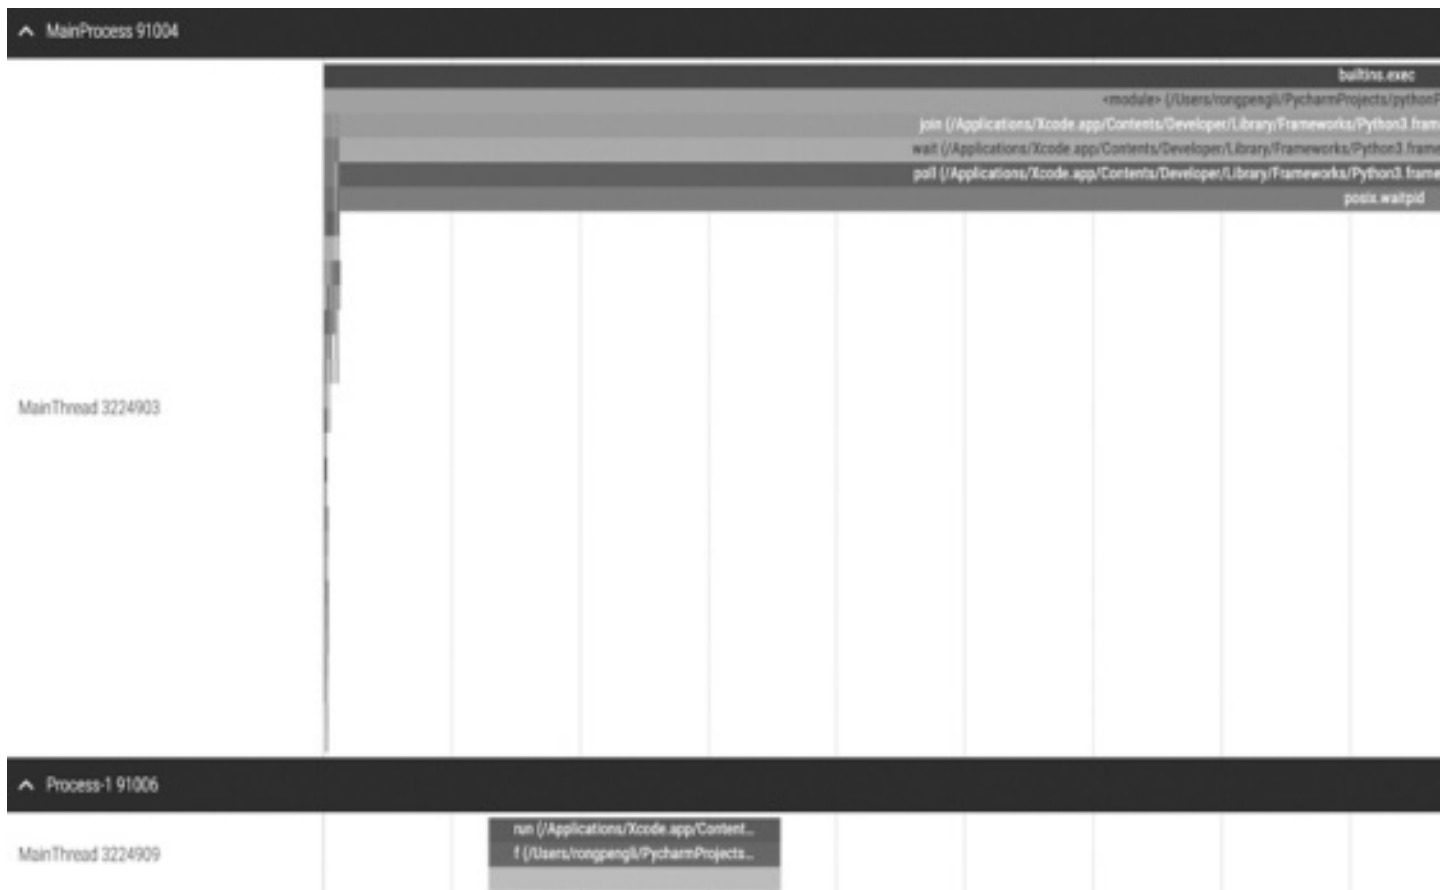 MainProcess 91004
builtins.exec
<module> (/Users/rongpengli/PycharmProjects/pythonP
join (/Applications/Xcode.app/Contents/Developer/Library/Frameworks/Python3.fram
wait (/Applications/Xcode.app/Contents/Developer/Library/Frameworks/Python3.frame
poll (/Applications/Xcode.app/Contents/Developer/Library/Frameworks/Python3.frame
posix.waitpid
MainThread 3224903
Process-1 91006
run (/Applications/Xcode.app/Content...
f (/Users/rongpengli/PycharmProjects...
MainThread 3224909